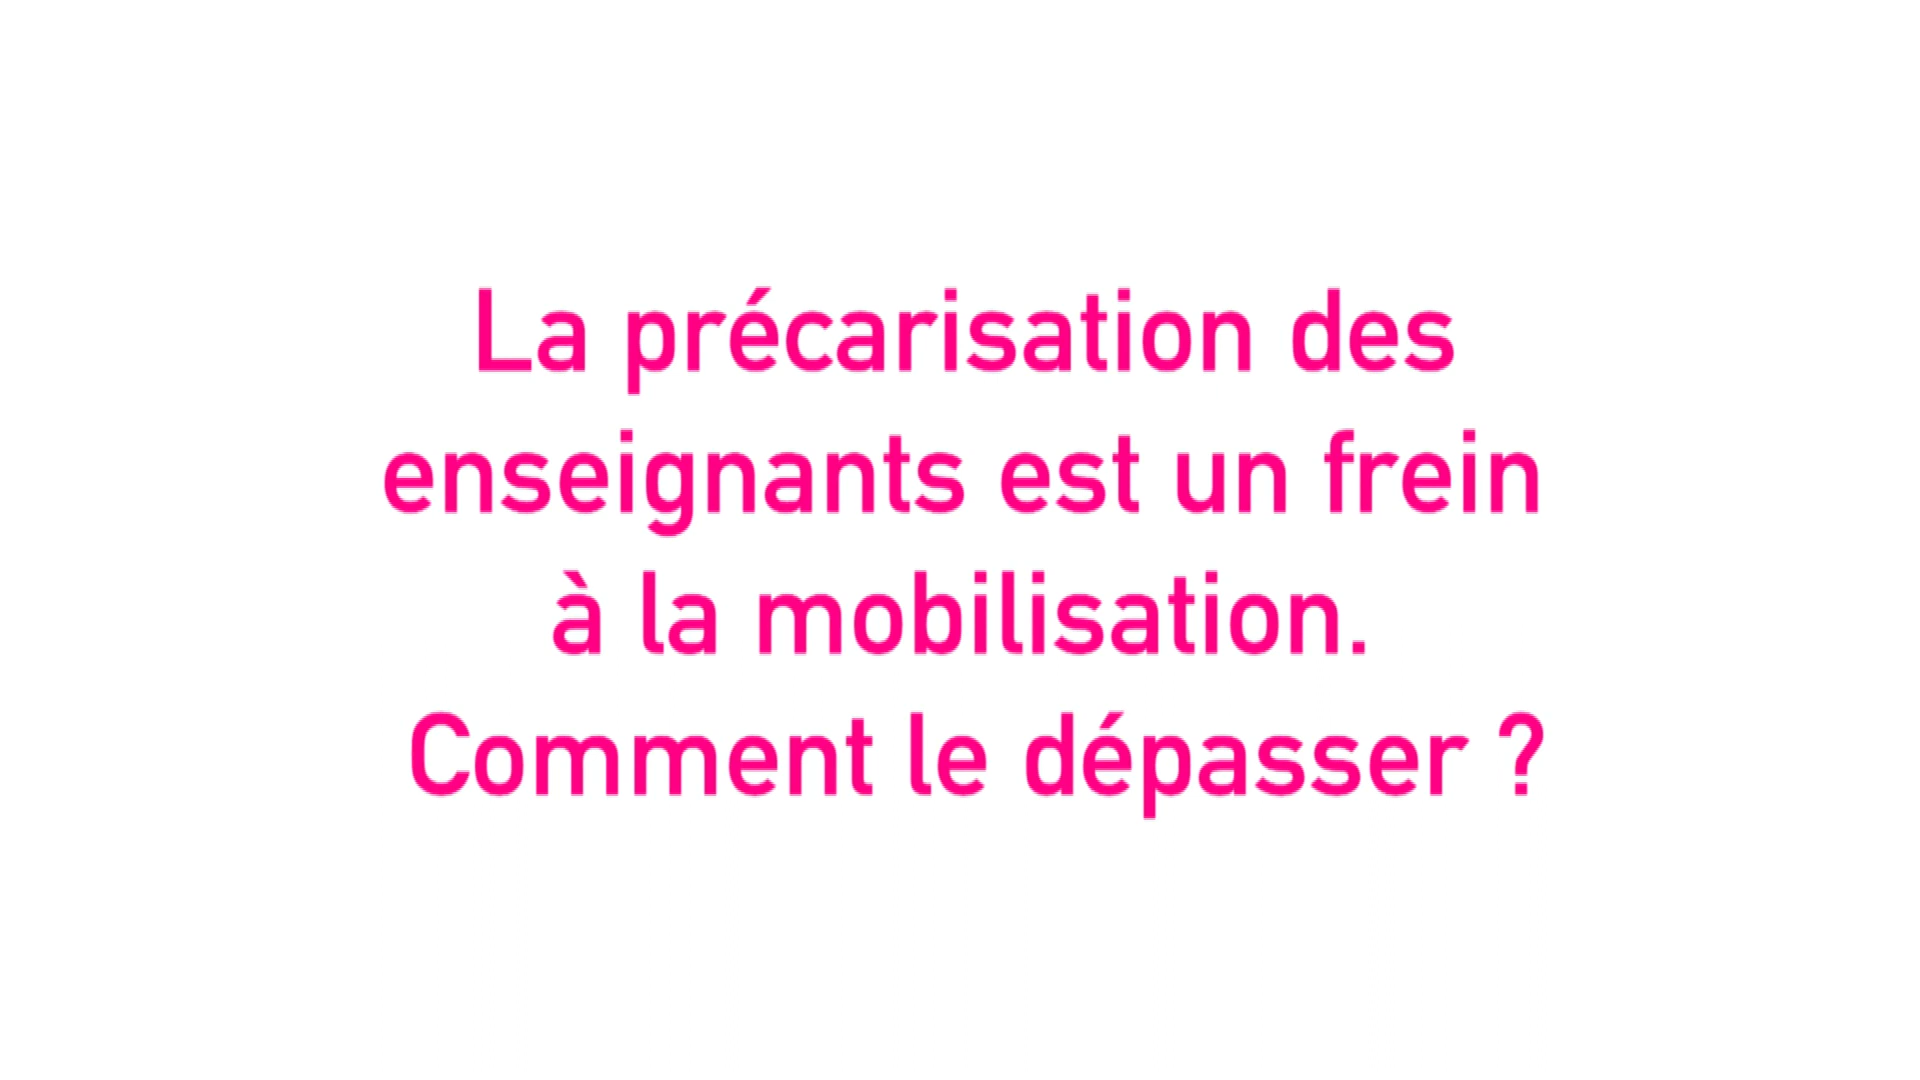 La précarisation des
enseignants est un frein
à la mobilisation.
Comment le dépasser ?